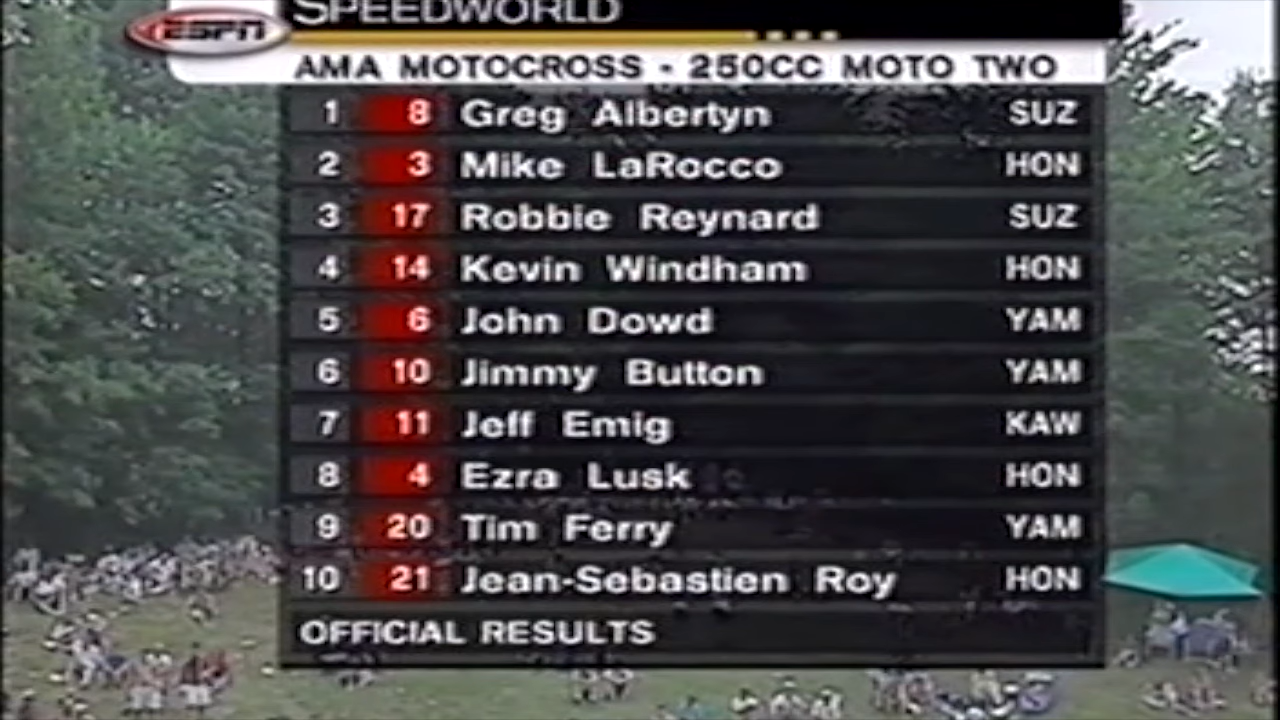 SPEEDWORLD
ESPN
AMA MOTOCROSS - 250CC MOTO TWO
1 8 Greg Albertyn SUZ
2 3 Mike LaRocco HON
3 17 Robbie Reynard SUZ
4 14 Kevin Windham HON
5 6 John Dowd YAM
6 10 Jimmy Button YAM
7 11 Jeff Emig KAW
8 4 Ezra Lusk HON
9 20 Tim Ferry YAM
10 21 Jean-Sebastien Roy HON
OFFICIAL RESULTS